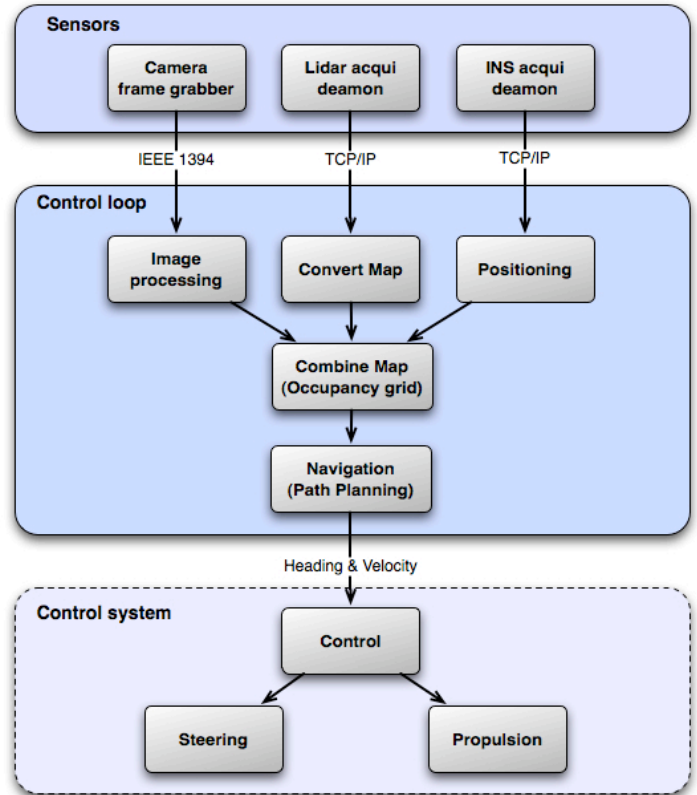 Sensors
Camera
frame grabber
Lidar acqui
deamon
INS acqui
deamon
IEEE 1394
TCP/IP
TCP/IP
Control loop
Image
processing
Convert Map
Positioning
Combine Map
(Occupancy grid)
Navigation
(Path Planning)
Heading & Velocity
Control system
Control
Steering
Propulsion